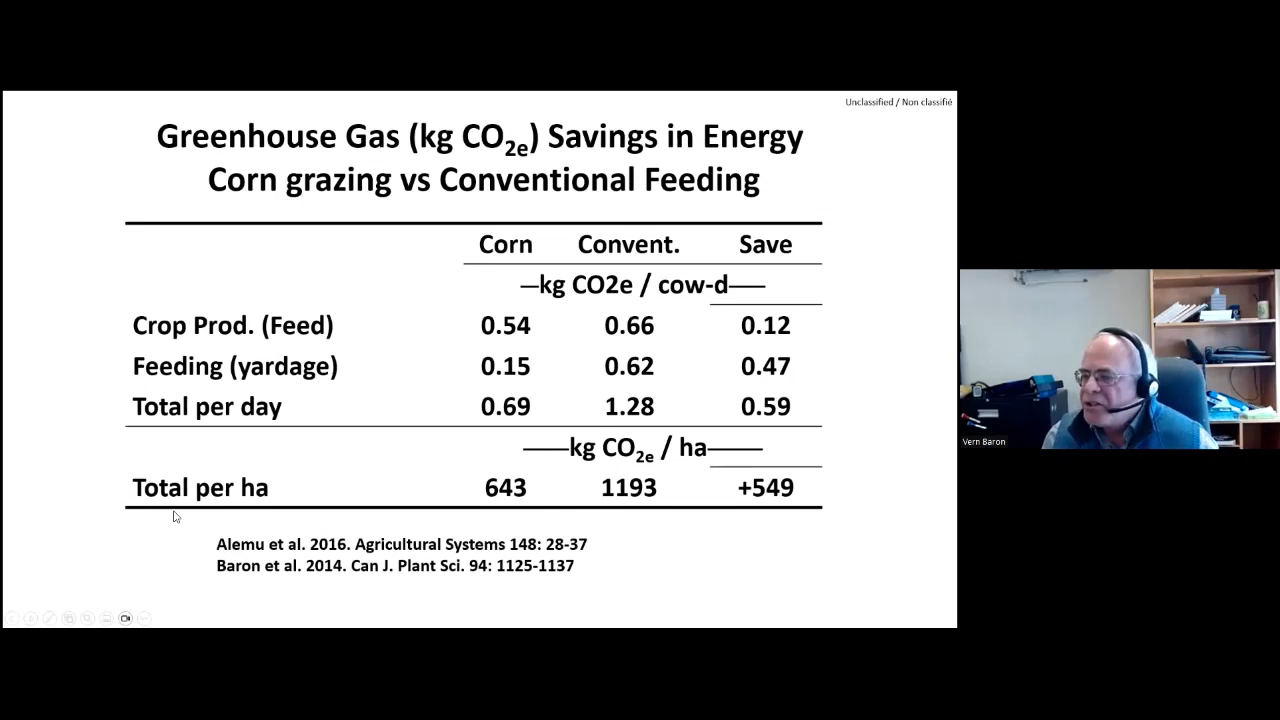 Unclassified / Non classifié
Greenhouse Gas (kg CO2e) Savings in Energy
Corn grazing vs Conventional Feeding
Corn Convent. Save
kg CO2e / cow-d
Crop Prod. (Feed) 0.54 0.66 0.12
Feeding (yardage) 0.15 0.62 0.47
Total per day 0.69 1.28 0.59
kg CO2e / ha
Total per ha 643 1193 +549
Alemu et al. 2016. Agricultural Systems 148: 28-37
Baron et al. 2014. Can J. Plant Sci. 94: 1125-1137
Vern Baron